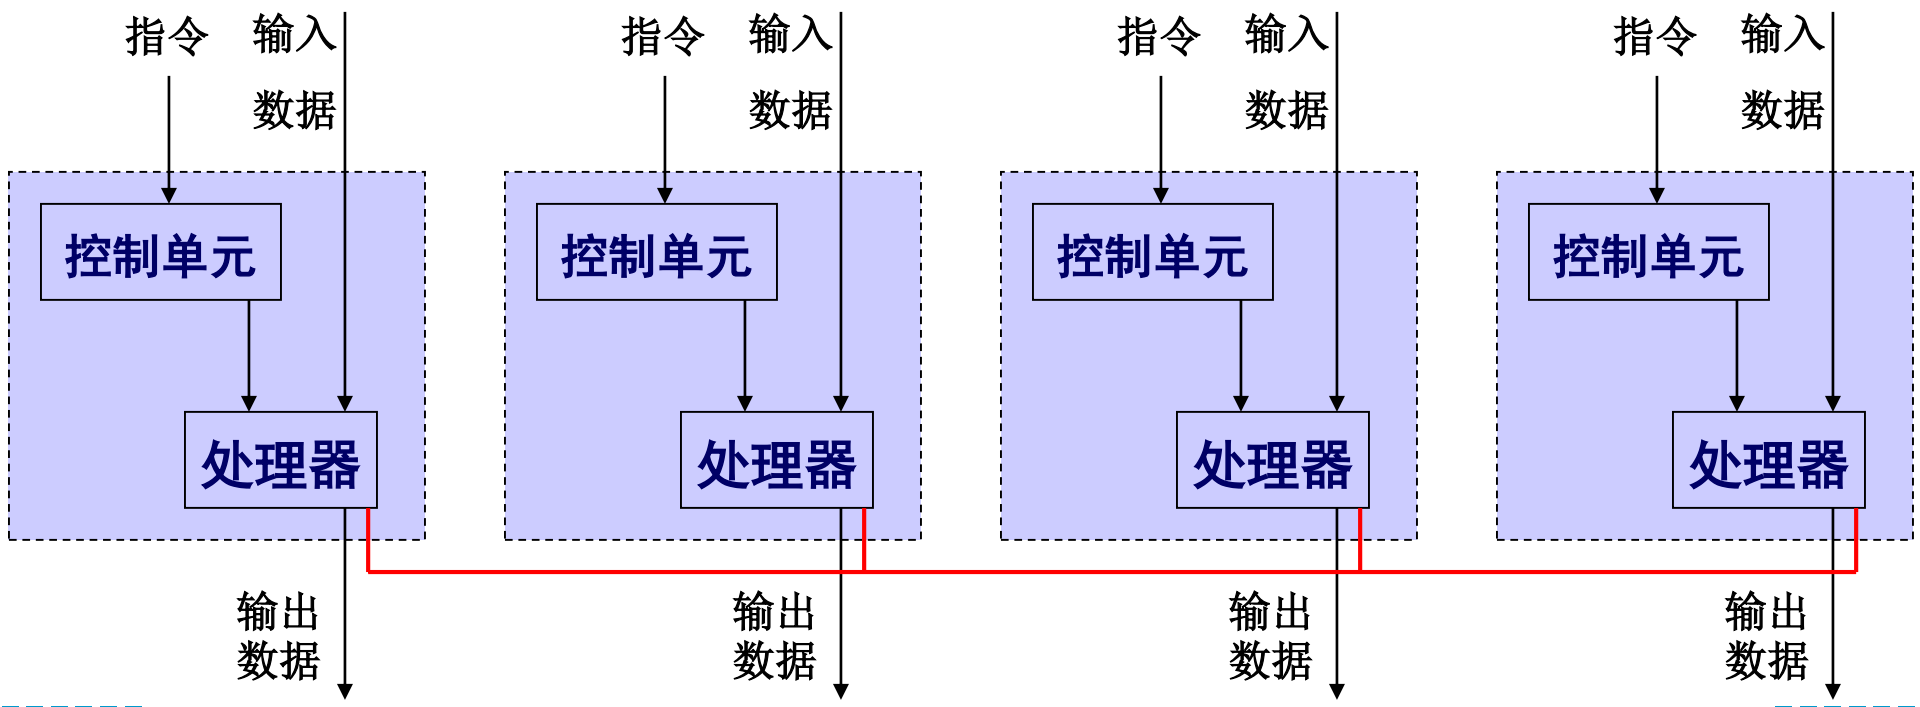 指令 输入 指令 输入 指令 输入 指令 输入
数据 数据 数据 数据
控制单元 控制单元 控制单元 控制单元
处理器 处理器 处理器 处理器
输出 输出 输出 输出
数据 数据 数据 数据